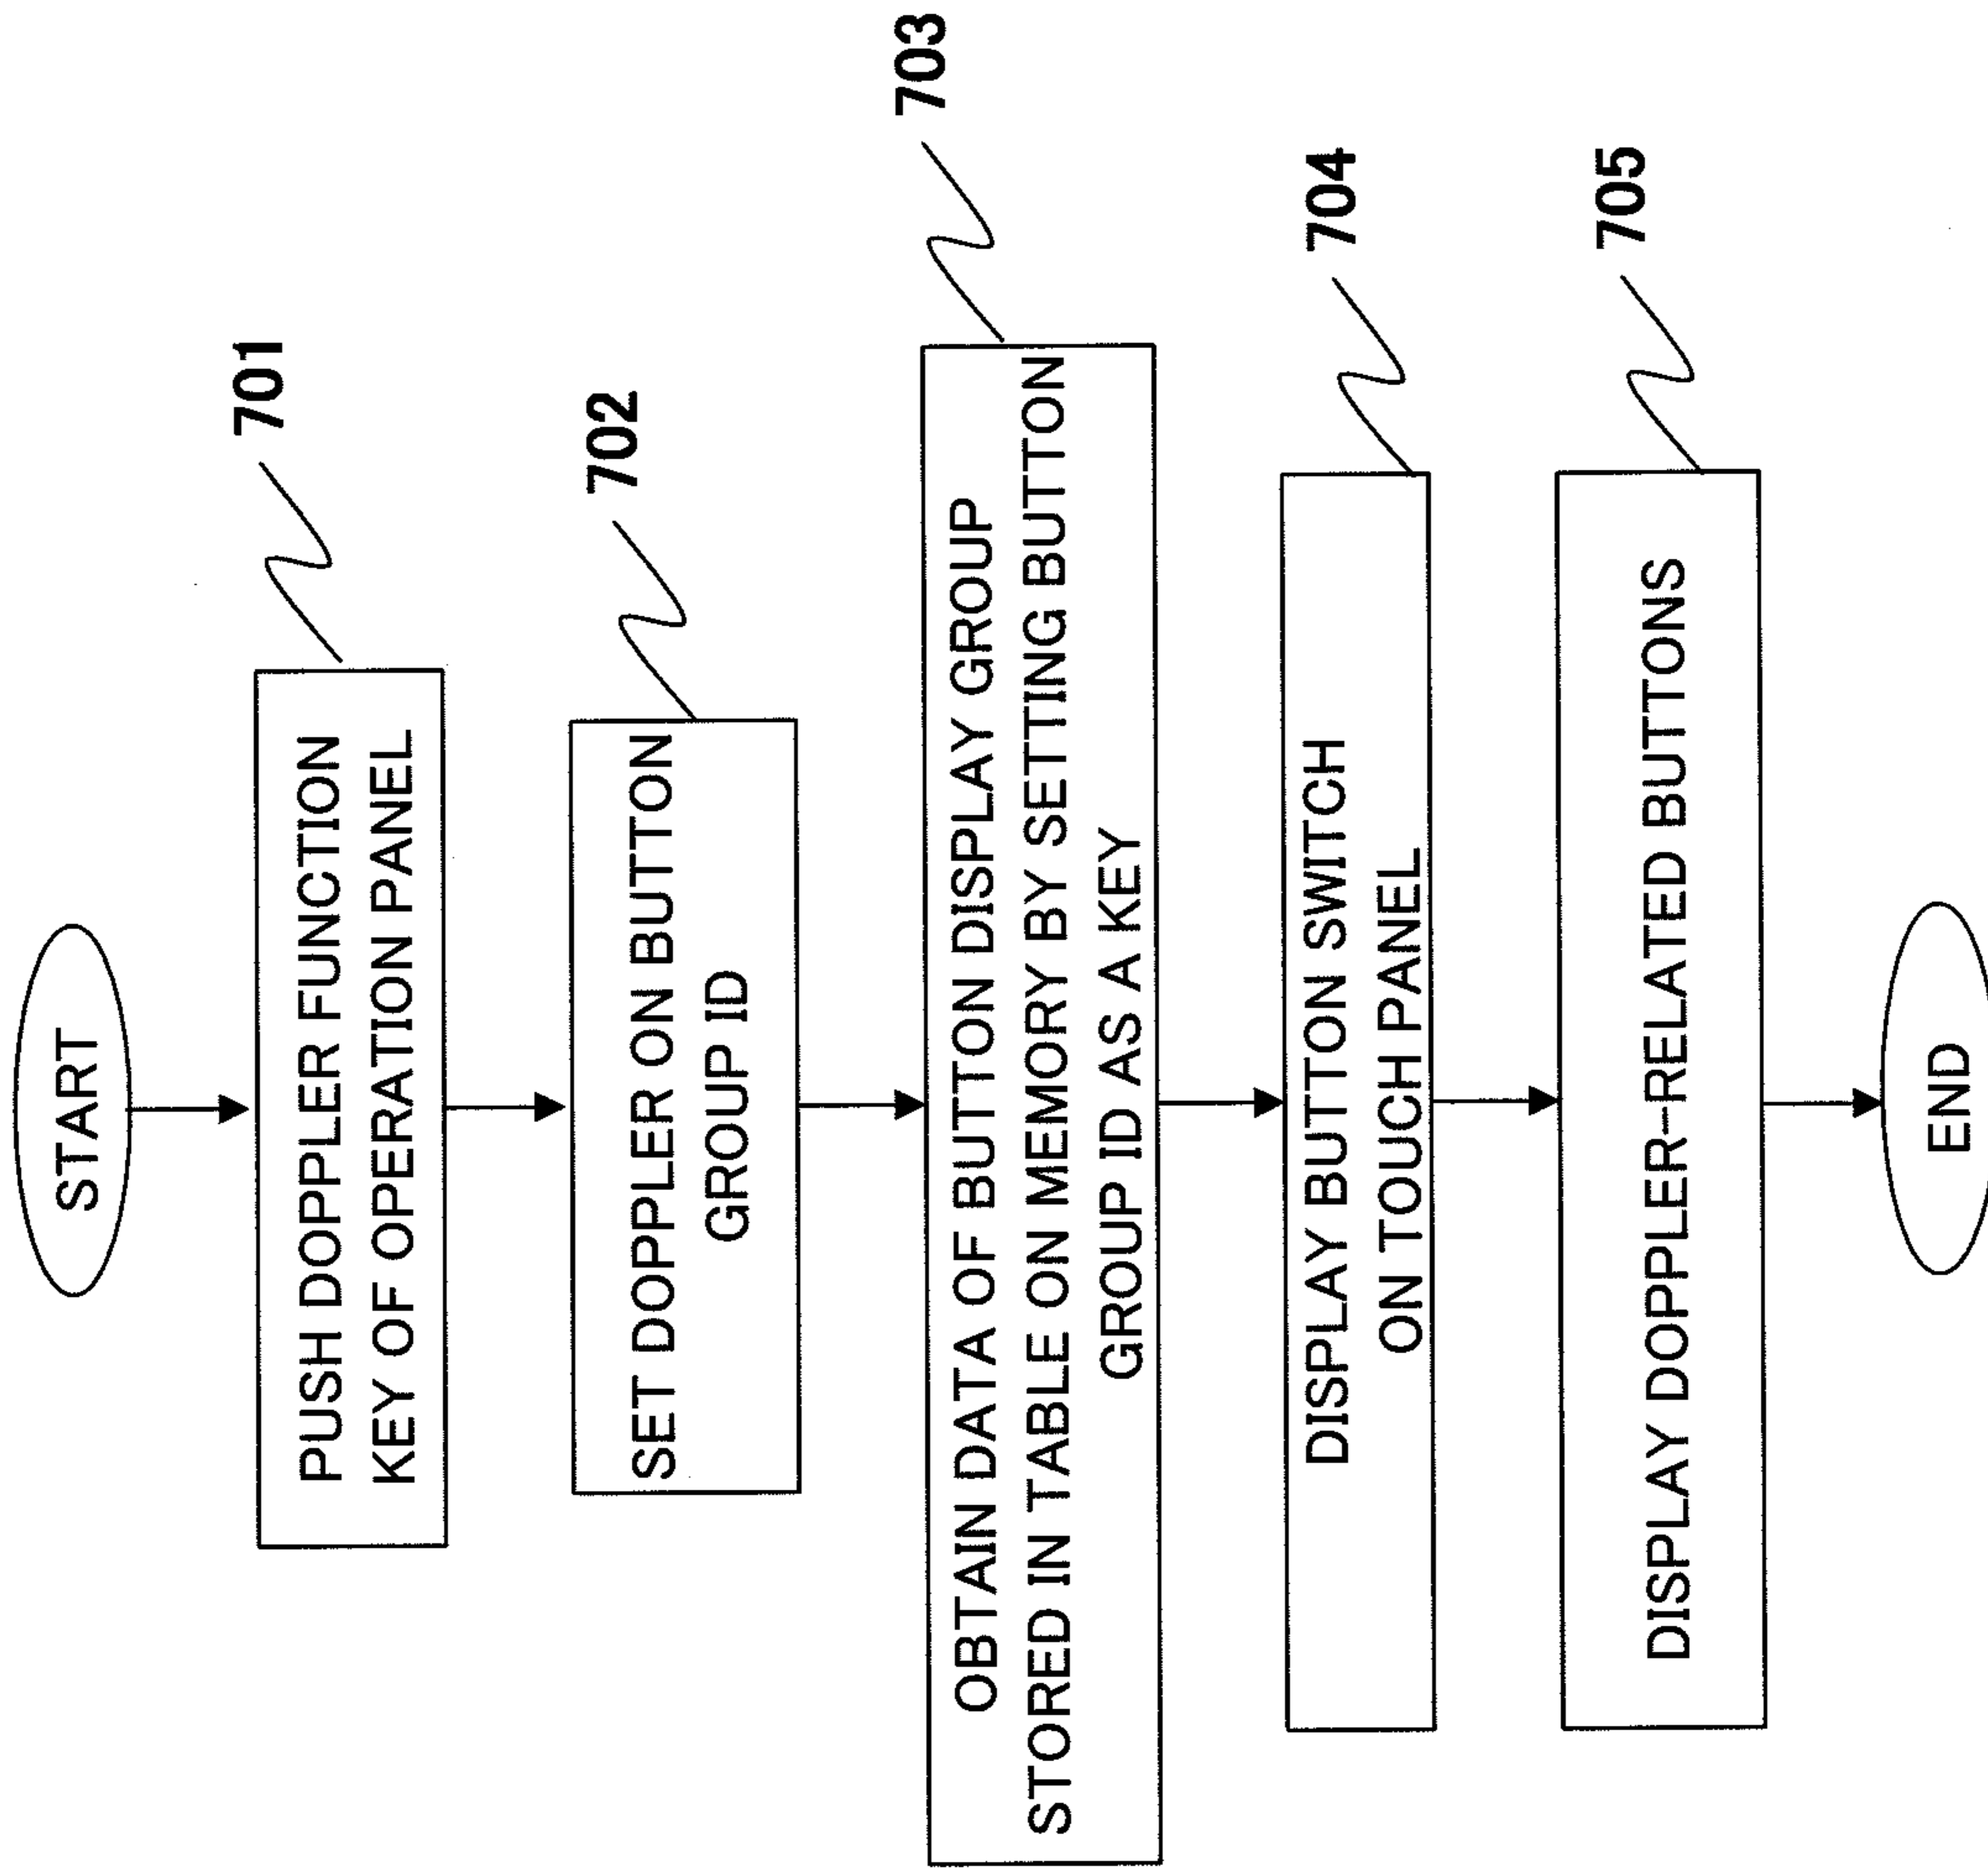 START
PUSH DOPPLER FUNCTION
KEY OF OPERATION PANEL
701
SET DOPPLER ON BUTTON
GROUP ID
702
OBTAIN DATA OF BUTTON DISPLAY GROUP
STORED IN TABLE ON MEMORY BY SETTING BUTTON
GROUP ID AS A KEY
703
DISPLAY BUTTON SWITCH
ON TOUCH PANEL
704
DISPLAY DOPPLER-RELATED BUTTONS
705
END